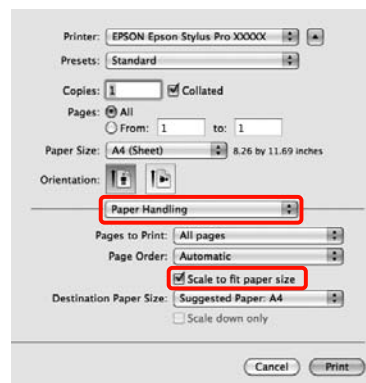 Printer: EPSON Epson Stylus Pro XXXXX
Presets: Standard
Copies: 1 Collated
Pages: All
From: 1 to: 1
Paper Size: A4 (Sheet) 8.26 by 11.69 inches
Orientation:
Paper Handling
Pages to Print: All pages
Page Order: Automatic
Scale to fit paper size
Destination Paper Size: Suggested Paper: A4
Scale down only
Cancel Print